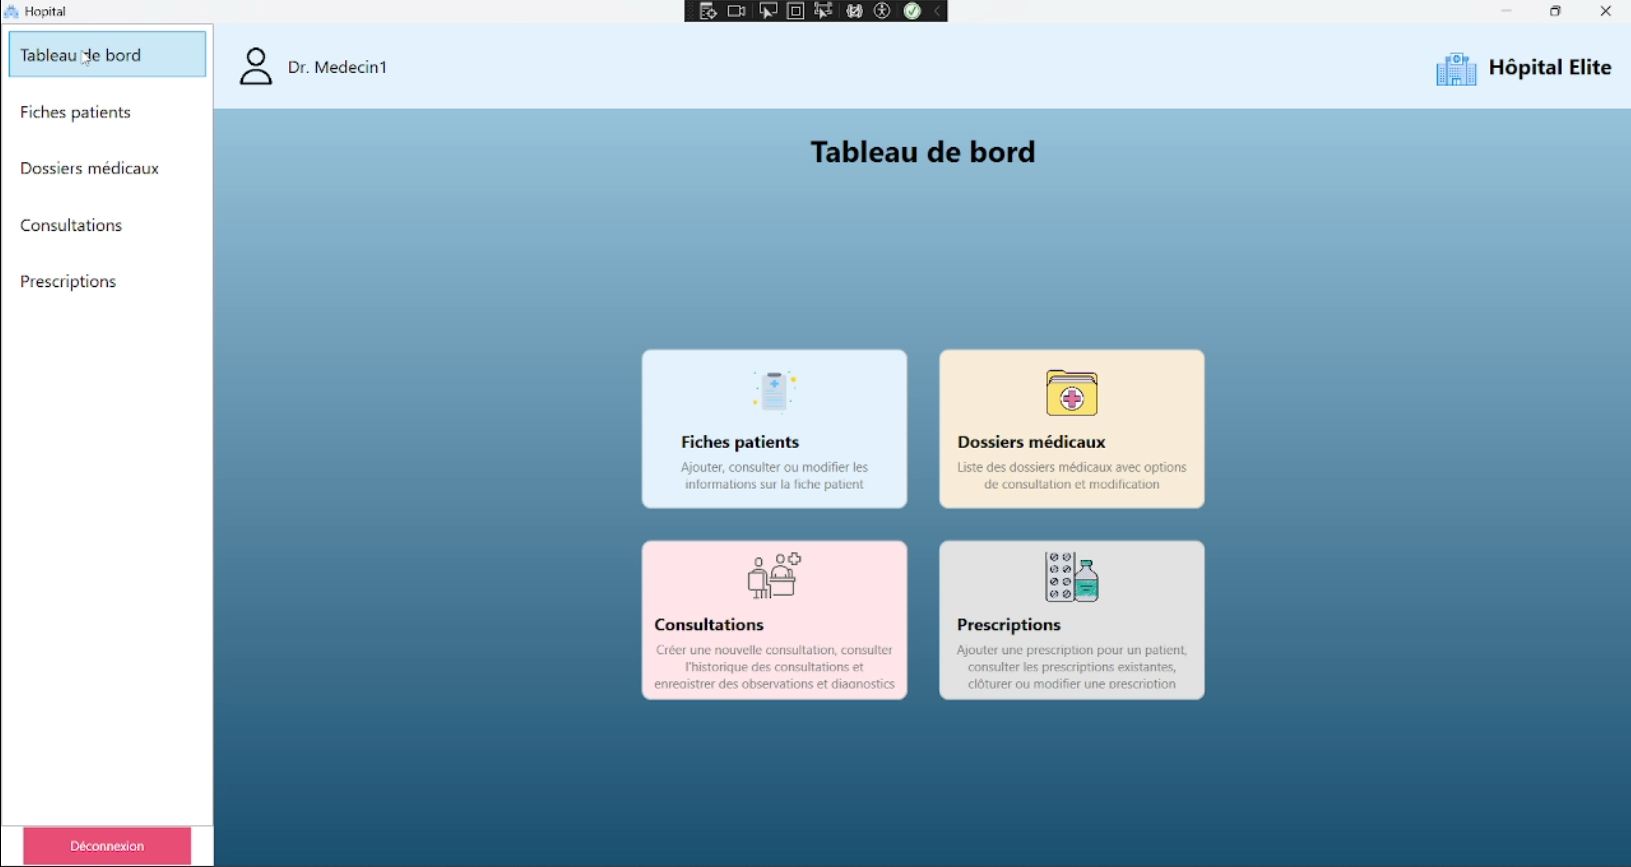 Hopital
Tableau de bord
Fiches patients
Dossiers médicaux
Consultations
Prescriptions
Déconnexion
Dr. Medecin1
Hôpital Elite
Tableau de bord
Fiches patients
Ajouter, consulter ou modifier les
informations sur la fiche patient
Dossiers médicaux
Liste des dossiers médicaux avec options
de consultation et modification
Consultations
Créer une nouvelle consultation, consulter
l'historique des consultations et
enregistrer des observations et diagnostics
Prescriptions
Ajouter une prescription pour un patient,
consulter les prescriptions existantes,
clôturer ou modifier une prescription